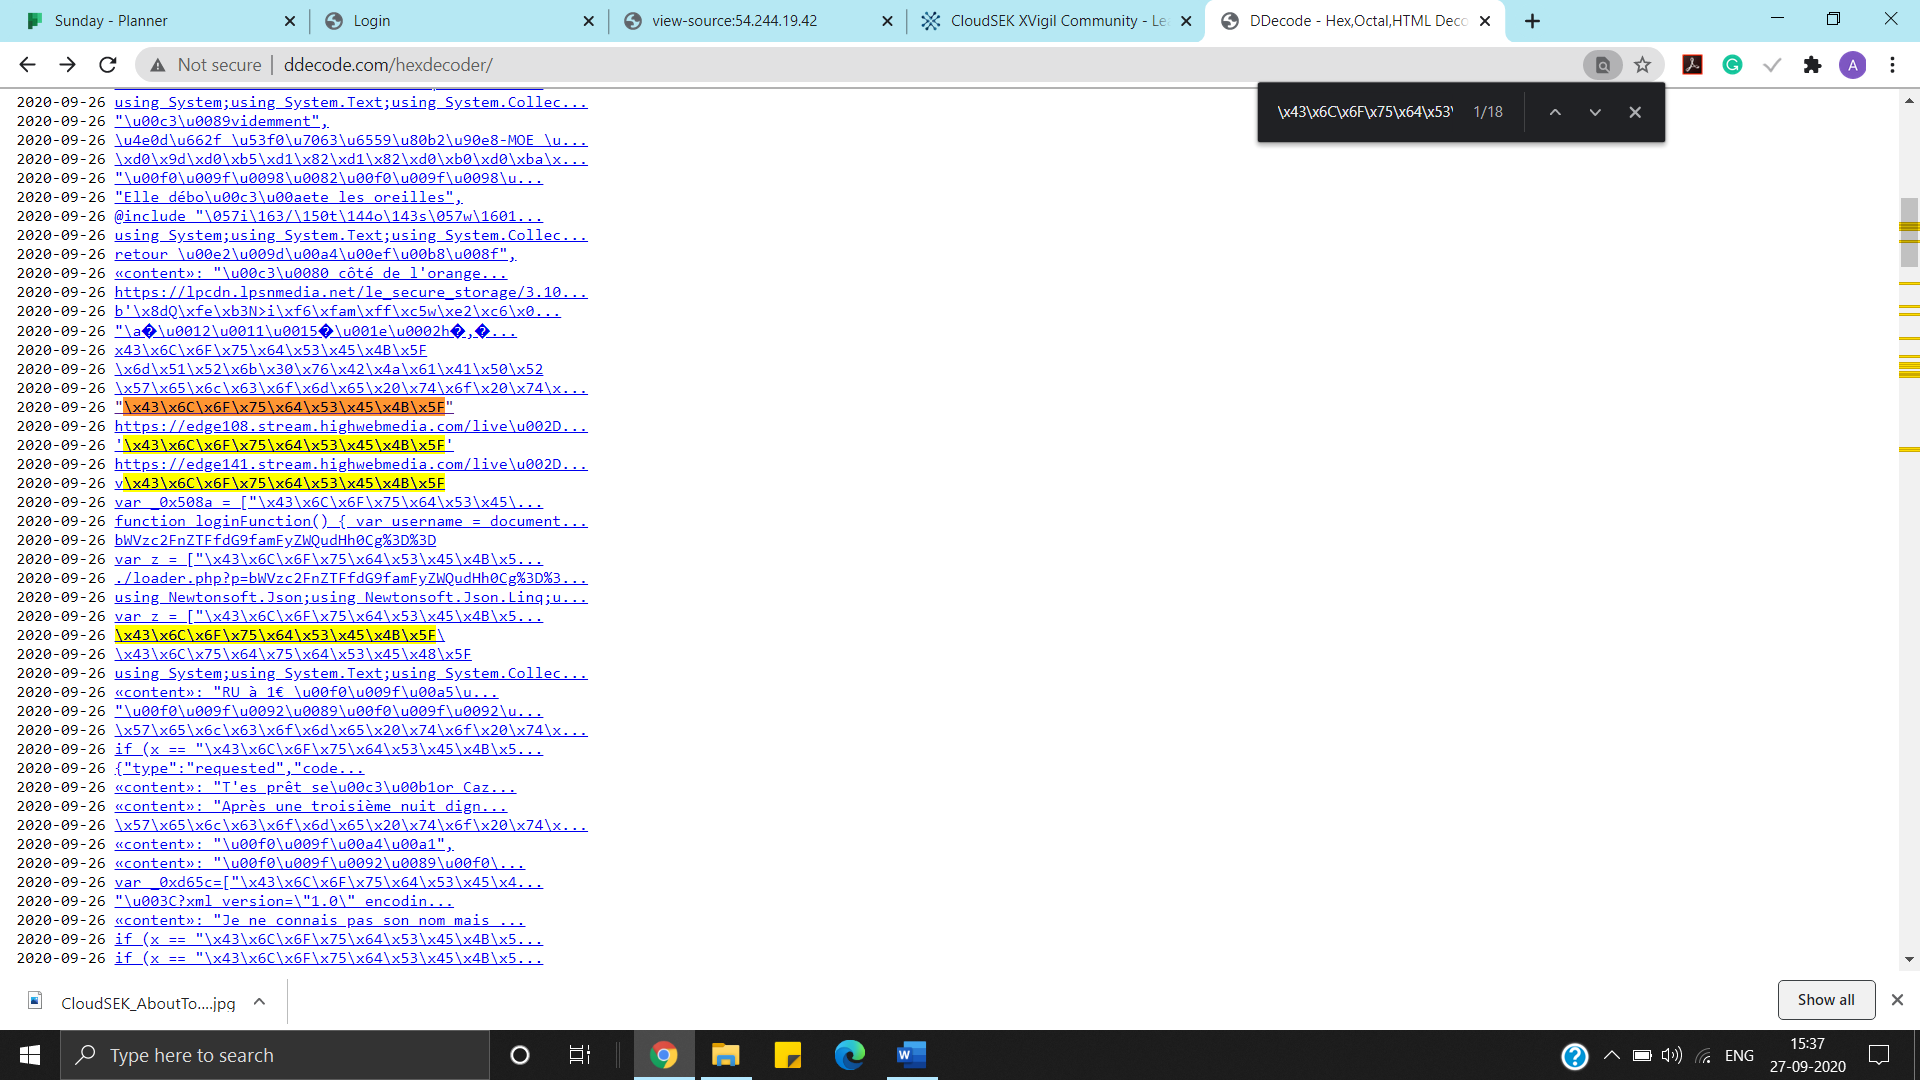 Sunday - Planner
Login
view-source:54.244.19.42
CloudSEK XVigil Community - Le
DDecode - Hex,Octal,HTML Deco
Not secure | ddecode.com/hexdecoder/
A
\x43\x6C\x6F\x75\x64\x53\ 1/18
2020-09-26 using System;using System.Text;using System.Collec...
2020-09-26 "\u00c3\u0089videmment",
2020-09-26 \u4e0d\u662f \u53f0\u7063\u6559\u80b2\u90e8-MOE \u...
2020-09-26 \xd0\x9d\xd0\xb5\xd1\x82\xd1\x82\xd0\xb0\xd0\xba\x...
2020-09-26 "\u00f0\u009f\u0098\u0082\u00f0\u009f\u0098\u...
2020-09-26 "Elle débo\u00c3\u00aete les oreilles",
2020-09-26 @include "\057i\163/\150t\144o\143s\057w\1601...
2020-09-26 using System;using System.Text;using System.Collec...
2020-09-26 retour \u00e2\u009d\u00a4\u00ef\u00b8\u008f",
2020-09-26 «content»: "\u00c3\u0080 côté de l'orange...
2020-09-26 https://lpcdn.lpsnmedia.net/le_secure_storage/3.10...
2020-09-26 b'\x8dQ\xfe\xb3N>i\xf6\xfam\xff\xc5w\xe2\xc6\x0...
2020-09-26 "\a�\u0012\u0011\u0015�\u001e\u0002h�,�...
2020-09-26 x43\x6C\x6F\x75\x64\x53\x45\x4B\x5F
2020-09-26 \x6d\x51\x52\x6b\x30\x76\x42\x4a\x61\x41\x50\x52
2020-09-26 \x57\x65\x6c\x63\x6f\x6d\x65\x20\x74\x6f\x20\x74\x...
2020-09-26 "\x43\x6C\x6F\x75\x64\x53\x45\x4B\x5F"
2020-09-26 https://edge108.stream.highwebmedia.com/live\u002D...
2020-09-26 '\x43\x6C\x6F\x75\x64\x53\x45\x4B\x5F'
2020-09-26 https://edge141.stream.highwebmedia.com/live\u002D...
2020-09-26 v\x43\x6C\x6F\x75\x64\x53\x45\x4B\x5F
2020-09-26 var _0x508a = ["\x43\x6C\x6F\x75\x64\x53\x45\...
2020-09-26 function loginFunction() { var username = document...
2020-09-26 bWVzc2FnZTFfdG9famFyZWQudHh0Cg%3D%3D
2020-09-26 var z = ["\x43\x6C\x6F\x75\x64\x53\x45\x4B\x5...
2020-09-26 ./loader.php?p=bWVzc2FnZTFfdG9famFyZWQudHh0Cg%3D%3...
2020-09-26 using Newtonsoft.Json;using Newtonsoft.Json.Linq;u...
2020-09-26 var z = ["\x43\x6C\x6F\x75\x64\x53\x45\x4B\x5...
2020-09-26 \x43\x6C\x6F\x75\x64\x53\x45\x4B\x5F\
2020-09-26 \x43\x6C\x75\x64\x75\x64\x53\x45\x48\x5F
2020-09-26 using System;using System.Text;using System.Collec...
2020-09-26 «content»: "RU à 1€ \u00f0\u009f\u00a5\u...
2020-09-26 "\u00f0\u009f\u0092\u0089\u00f0\u009f\u0092\u...
2020-09-26 \x57\x65\x6c\x63\x6f\x6d\x65\x20\x74\x6f\x20\x74\x...
2020-09-26 if (x == "\x43\x6C\x6F\x75\x64\x53\x45\x4B\x5...
2020-09-26 {"type":"requested","code...
2020-09-26 «content»: "T'es prêt se\u00c3\u00b1or Caz...
2020-09-26 «content»: "Après une troisième nuit dign...
2020-09-26 \x57\x65\x6c\x63\x6f\x6d\x65\x20\x74\x6f\x20\x74\x...
2020-09-26 «content»: "\u00f0\u009f\u00a4\u00a1",
2020-09-26 «content»: "\u00f0\u009f\u0092\u0089\u00f0\...
2020-09-26 var _0xd65c=["\x43\x6C\x6F\x75\x64\x53\x45\x4...
2020-09-26 "\u003C?xml version=\"1.0\" encodin...
2020-09-26 «content»: "Je ne connais pas son nom mais ...
2020-09-26 if (x == "\x43\x6C\x6F\x75\x64\x53\x45\x4B\x5...
2020-09-26 if (x == "\x43\x6C\x6F\x75\x64\x53\x45\x4B\x5...
CloudSEK_AboutTo....jpg
Show all
Type here to search
ENG
15:37
27-09-2020